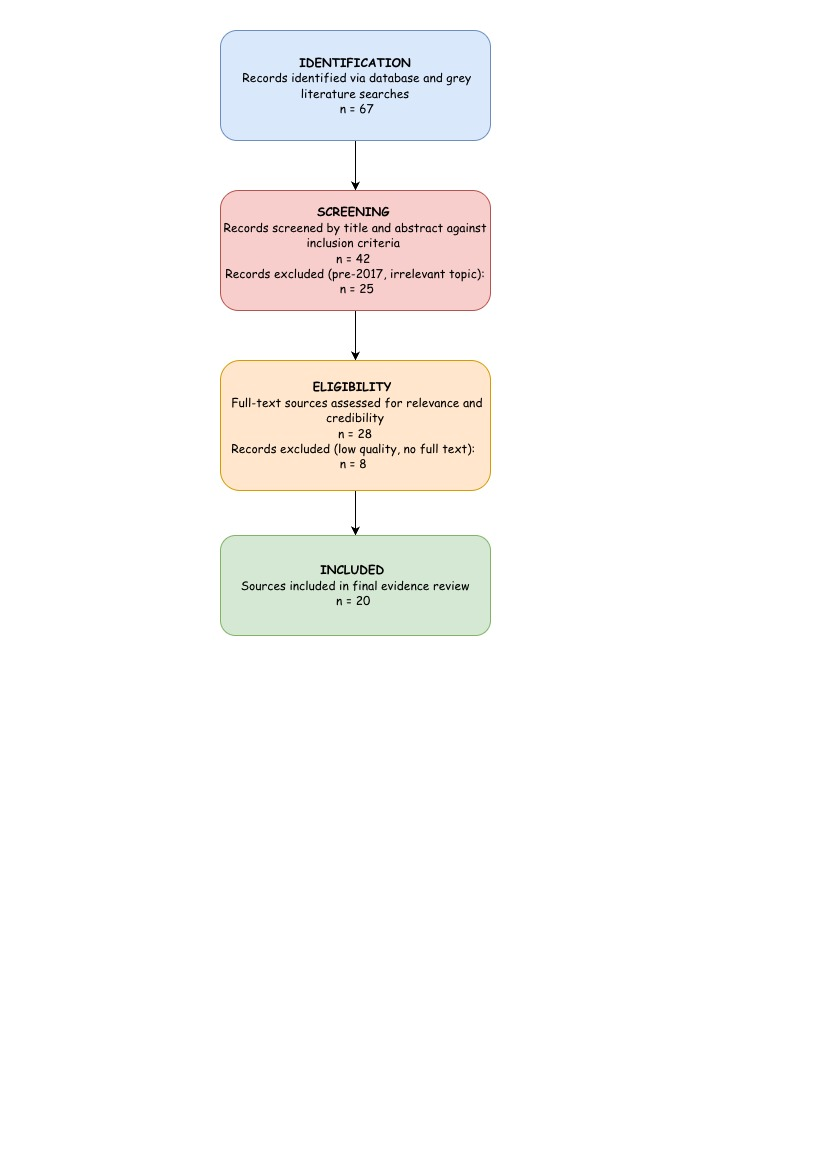 IDENTIFICATION
Records identified via database and grey
literature searches
n = 67
SCREENING
Records screened by title and abstract against
inclusion criteria
n = 42
Records excluded (pre-2017, irrelevant topic):
n = 25
ELIGIBILITY
Full-text sources assessed for relevance and
credibility
n = 28
Records excluded (low quality, no full text):
n = 8
INCLUDED
Sources included in final evidence review
n = 20